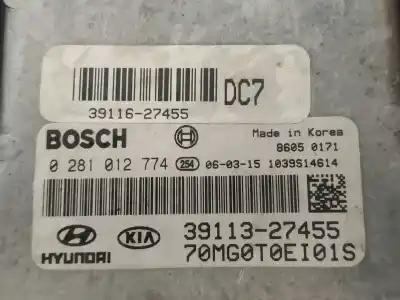 39116-27455
DC7
BOSCH
Made in Korea
8605 0171
0 281 012 774 254 06-03-15 1039S14614
39113-27455
HYUNDAI
KIA
70MG0T0EI01S